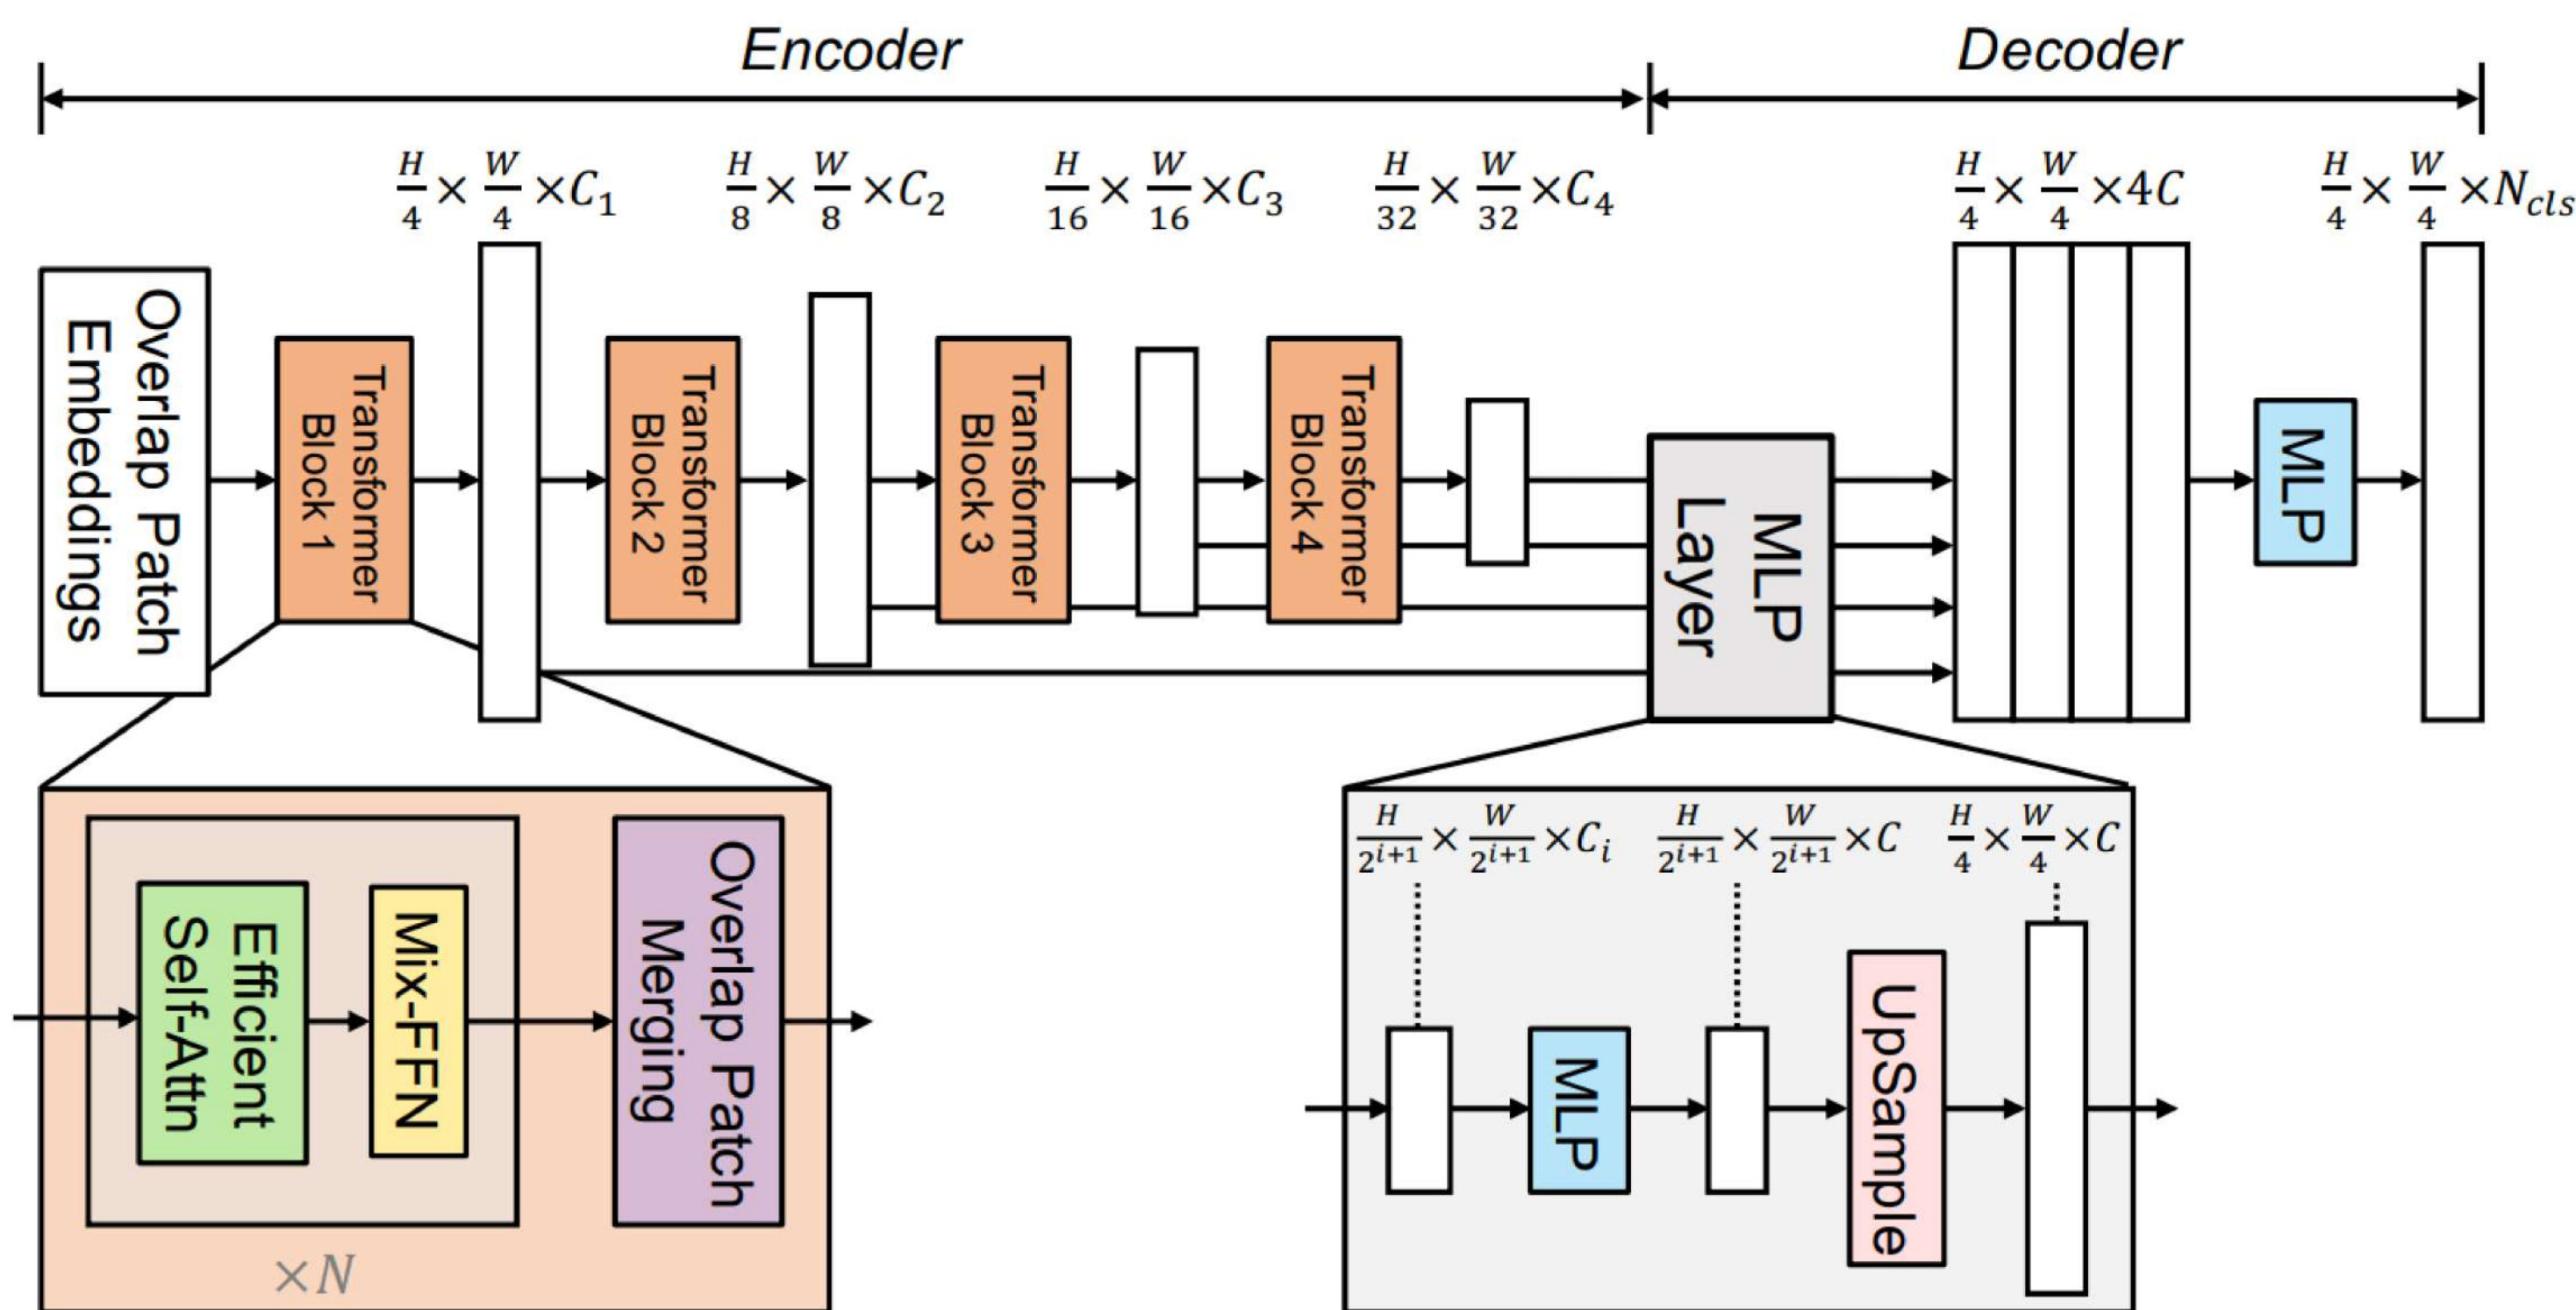 Encoder
Decoder
H/4 × W/4 ×C₁
H/8 × W/8 ×C₂
H/16 × W/16 ×C₃
H/32 × W/32 ×C₄
H/4 × W/4 ×4C
H/4 × W/4 ×N_cls
Overlap Patch
Embeddings
Transformer
Block 1
Transformer
Block 2
Transformer
Block 3
Transformer
Block 4
MLP
Layer
MLP
Efficient
Self-Attn
Mix-FFN
Overlap Patch
Merging
×N
H/2^{i+1} × W/2^{i+1} ×C_i
H/2^{i+1} × W/2^{i+1} ×C
H/4 × W/4 ×C
MLP
UpSample